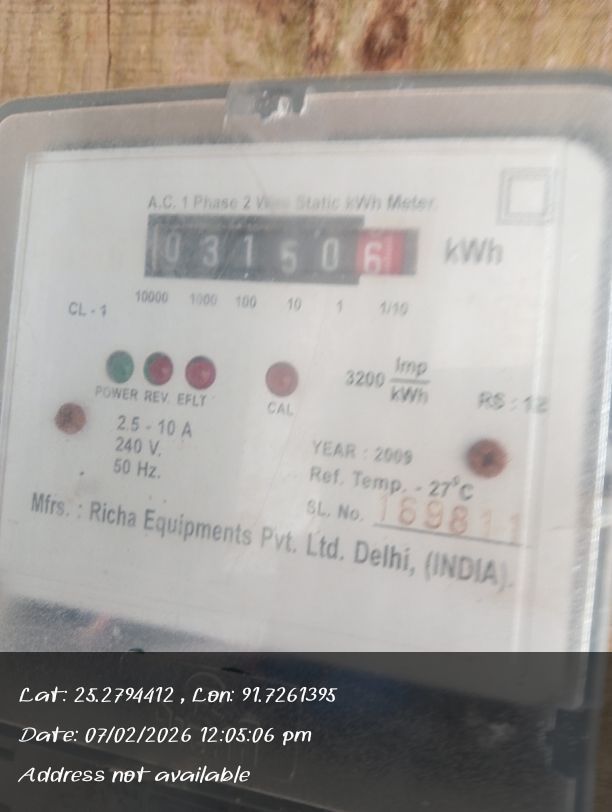 A.C. 1 Phase 2 Wire Static kWh Meter.
031506 kWh
10000 1000 100 10 1 1/10
CL - 1
3200 Imp/kWh
POWER REV. EFLT
CAL
RS : 12
2.5 - 10 A
240 V.
50 Hz.
YEAR : 2009
Ref. Temp. - 27°C
SL. No. 169811
Mfrs. : Richa Equipments Pvt. Ltd. Delhi, (INDIA).
Lat: 25.2794412 , Lon: 91.7261395
Date: 07/02/2026 12:05:06 pm
Address not available